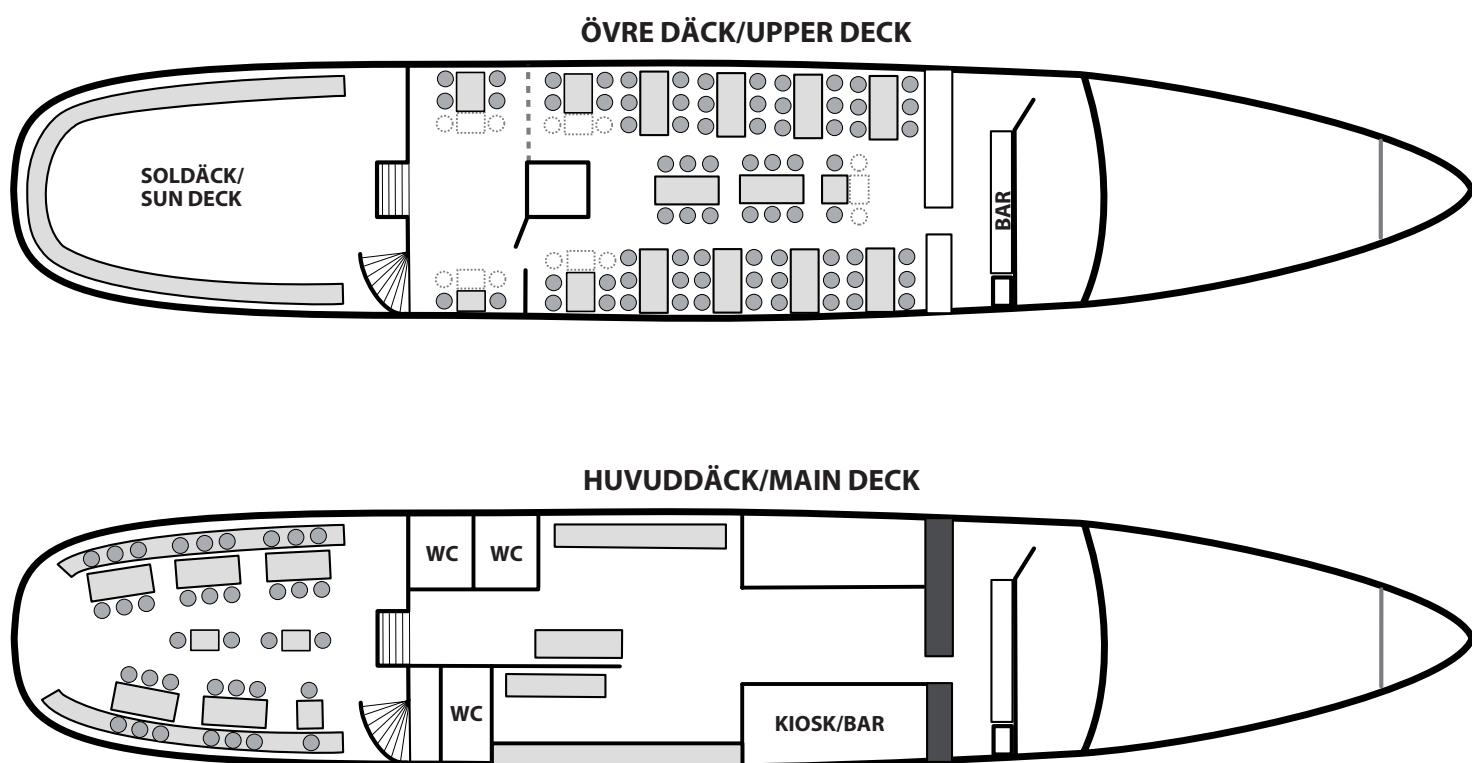 ÖVRE DÄCK/UPPER DECK
SOLDÄCK/
SUN DECK
BAR
HUVUDDÄCK/MAIN DECK
WC
WC
WC
KIOSK/BAR